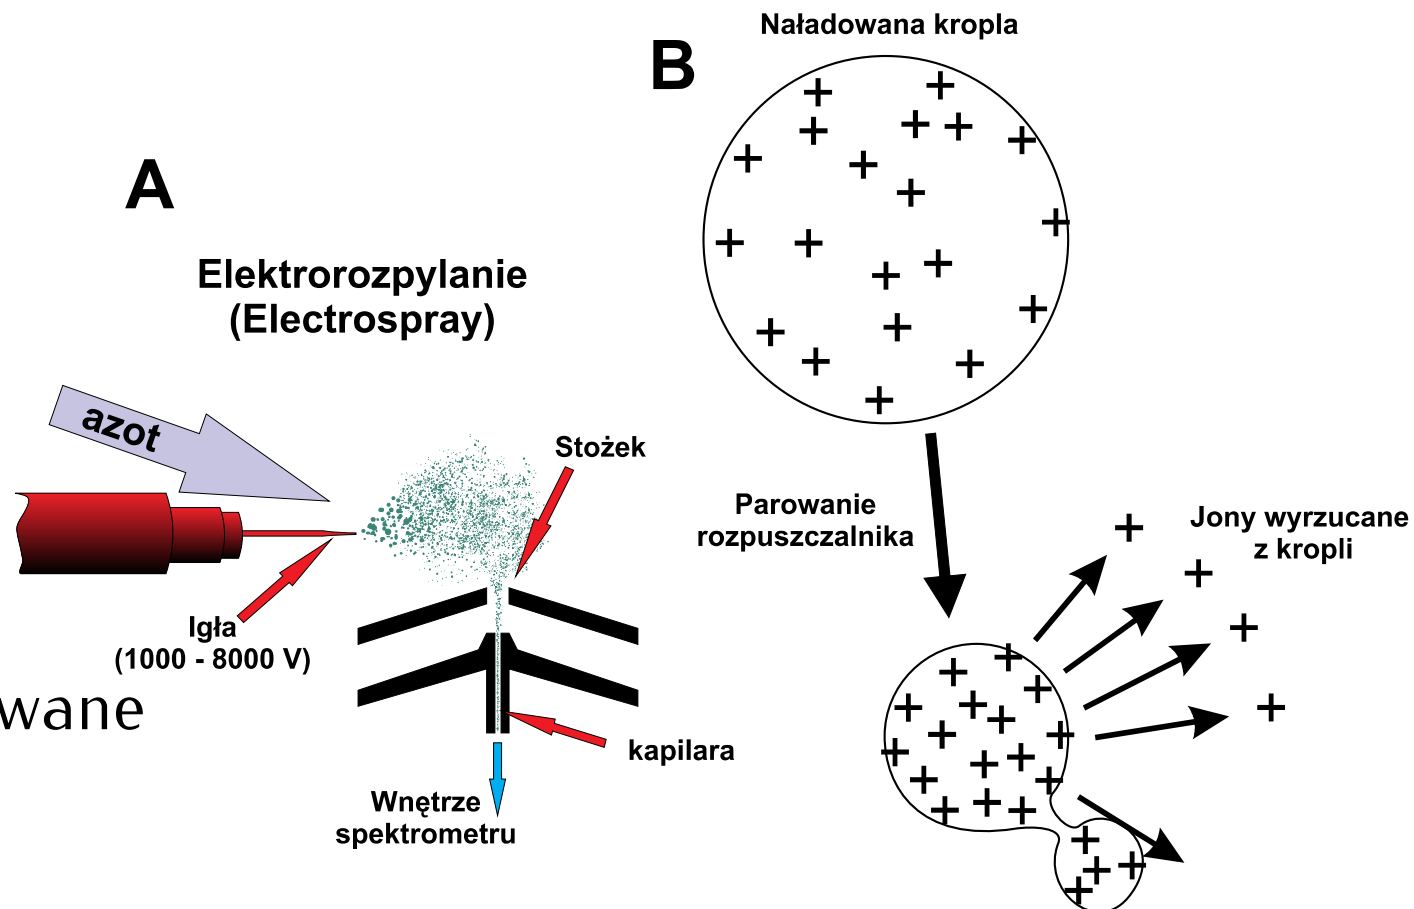 A
Elektrorozpylanie
(Electrospray)
azot
Stożek
Igła
(1000 - 8000 V)
wane
kapilara
Wnętrze
spektrometru
B
Naładowana kropla
Parowanie
rozpuszczalnika
Jony wyrzucane
z kropli